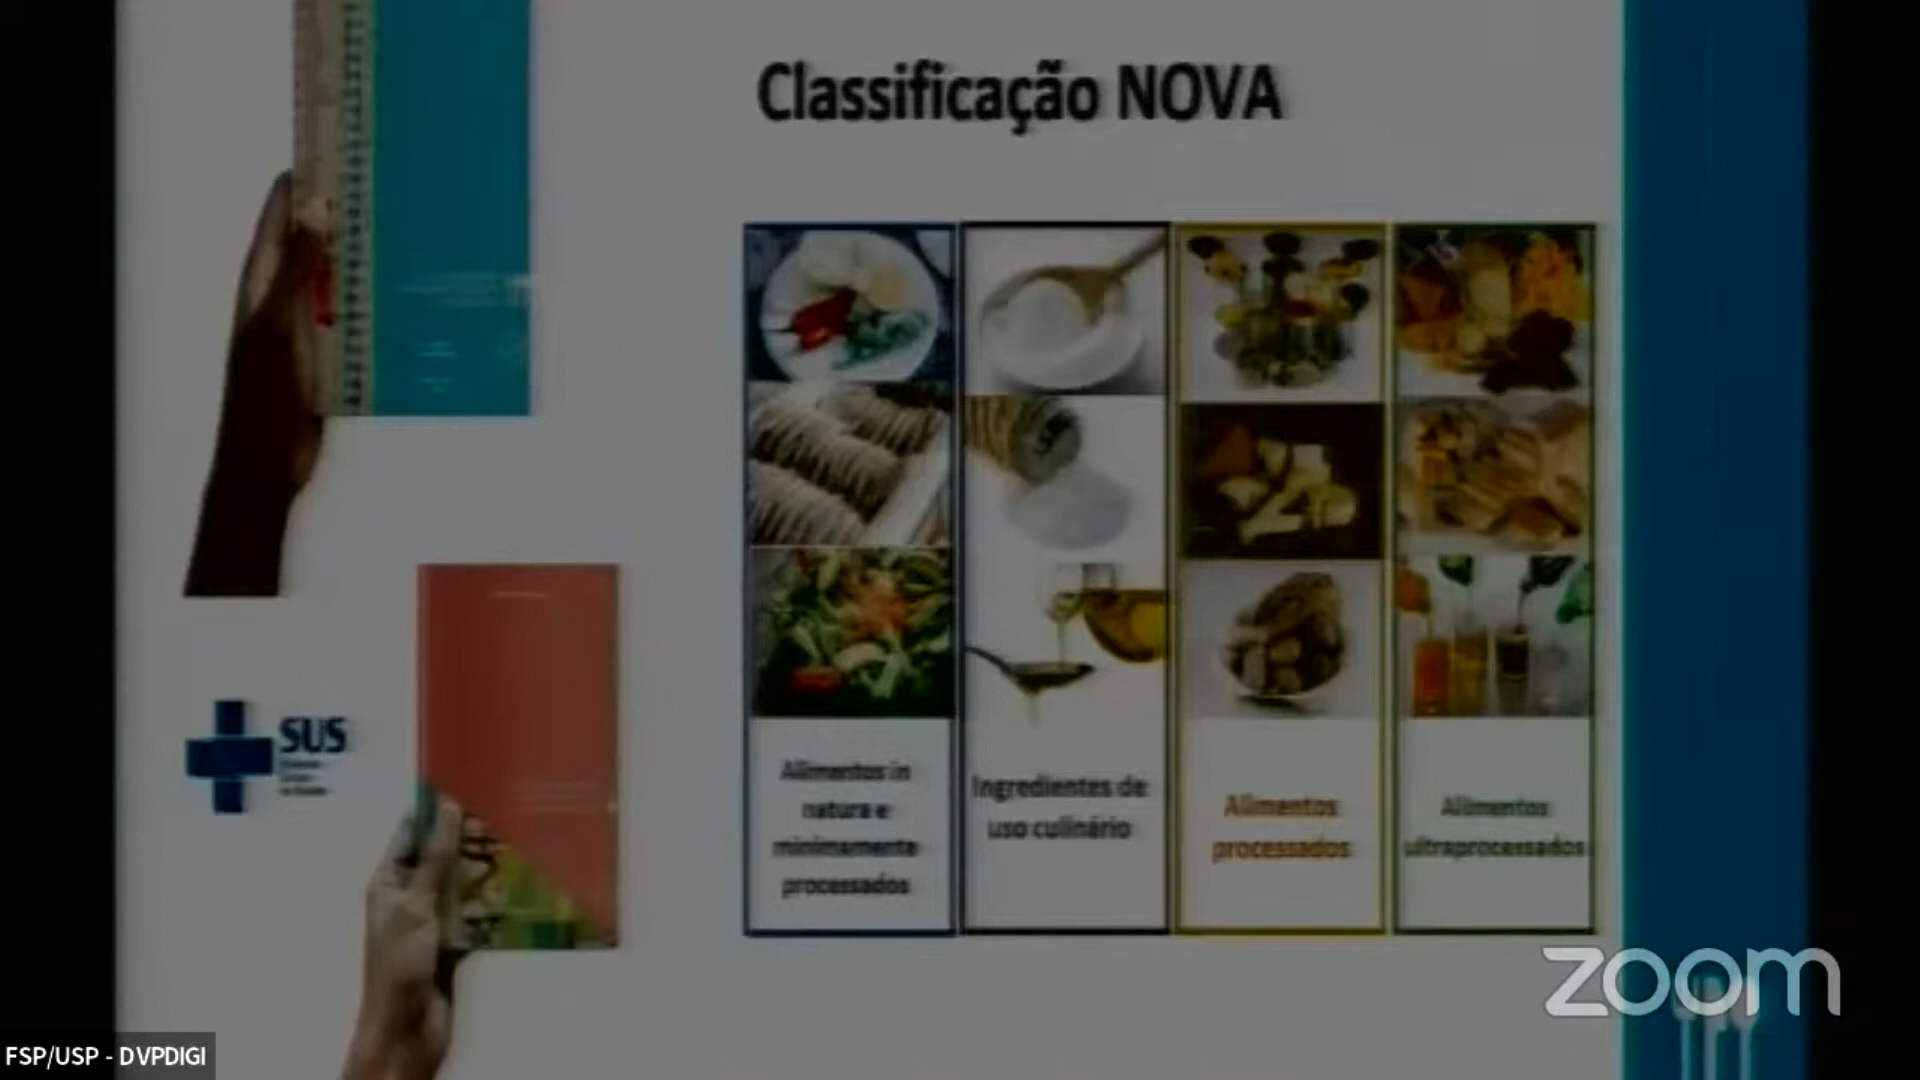 Classificação NOVA
Alimentos in
natura e
minimamente
processados
Ingredientes de
uso culinário
Alimentos
processados
Alimentos
ultraprocessados
SUS
zoom
FSP/USP - DVPDIGI